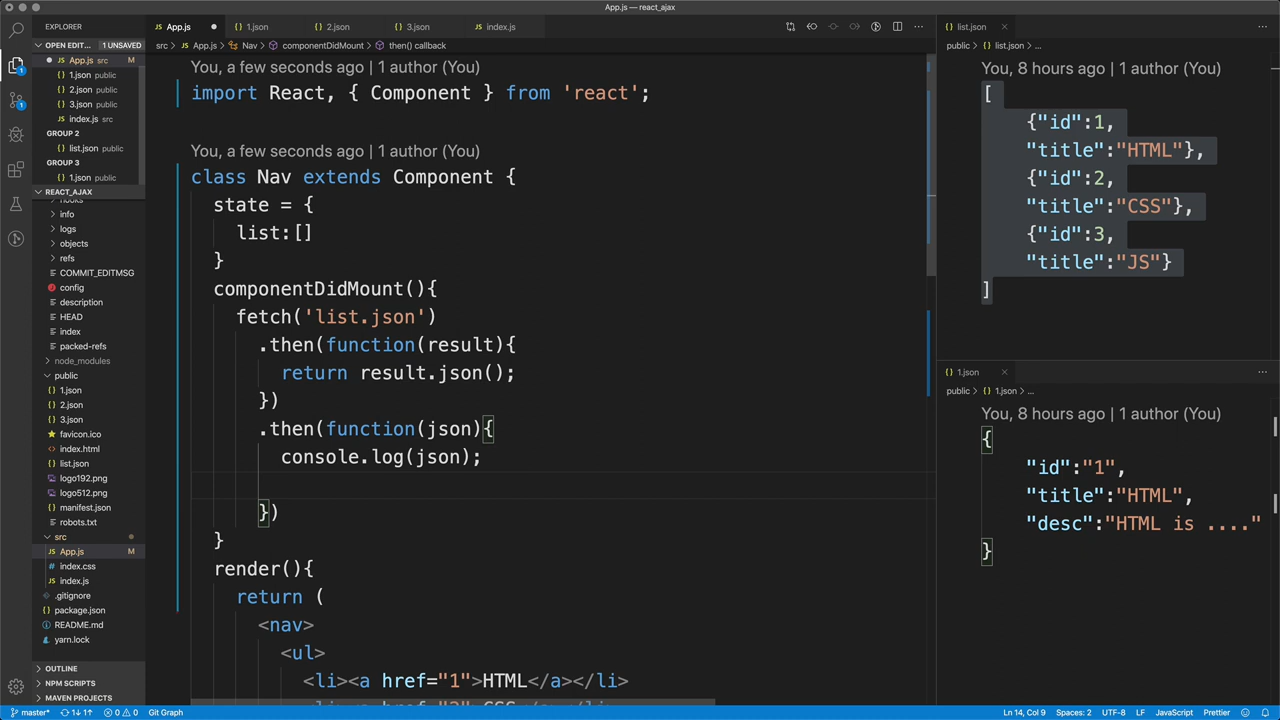 App.js — react_ajax
EXPLORER
OPEN EDIT... 1 UNSAVED
App.js src M
1.json public
2.json public
3.json public
index.js src
GROUP 2
list.json public
GROUP 3
1.json public
REACT_AJAX
hooks
info
logs
objects
refs
COMMIT_EDITMSG
config
description
HEAD
index
packed-refs
node_modules
public
1.json
2.json
3.json
favicon.ico
index.html
list.json
logo192.png
logo512.png
manifest.json
robots.txt
src
App.js M
index.css
index.js
.gitignore
package.json
README.md
yarn.lock
OUTLINE
NPM SCRIPTS
MAVEN PROJECTS
App.js 1.json 2.json 3.json index.js
src > App.js > Nav > componentDidMount > then() callback
You, a few seconds ago | 1 author (You)
import React, { Component } from 'react';
You, a few seconds ago | 1 author (You)
class Nav extends Component {
state = {
list:[]
}
componentDidMount(){
fetch('list.json')
.then(function(result){
return result.json();
})
.then(function(json){
console.log(json);
})
}
render(){
return (
<nav>
<ul>
<li><a href="1">HTML</a></li>
list.json
public > list.json > ...
You, 8 hours ago | 1 author (You)
[
{"id":1,
"title":"HTML"},
{"id":2,
"title":"CSS"},
{"id":3,
"title":"JS"}
]
1.json
public > 1.json > ...
You, 8 hours ago | 1 author (You)
{
"id":"1",
"title":"HTML",
"desc":"HTML is ...."
}
master* 1↓ 1↑ 0 0 Git Graph Ln 14, Col 9 Spaces: 2 UTF-8 LF JavaScript Prettier